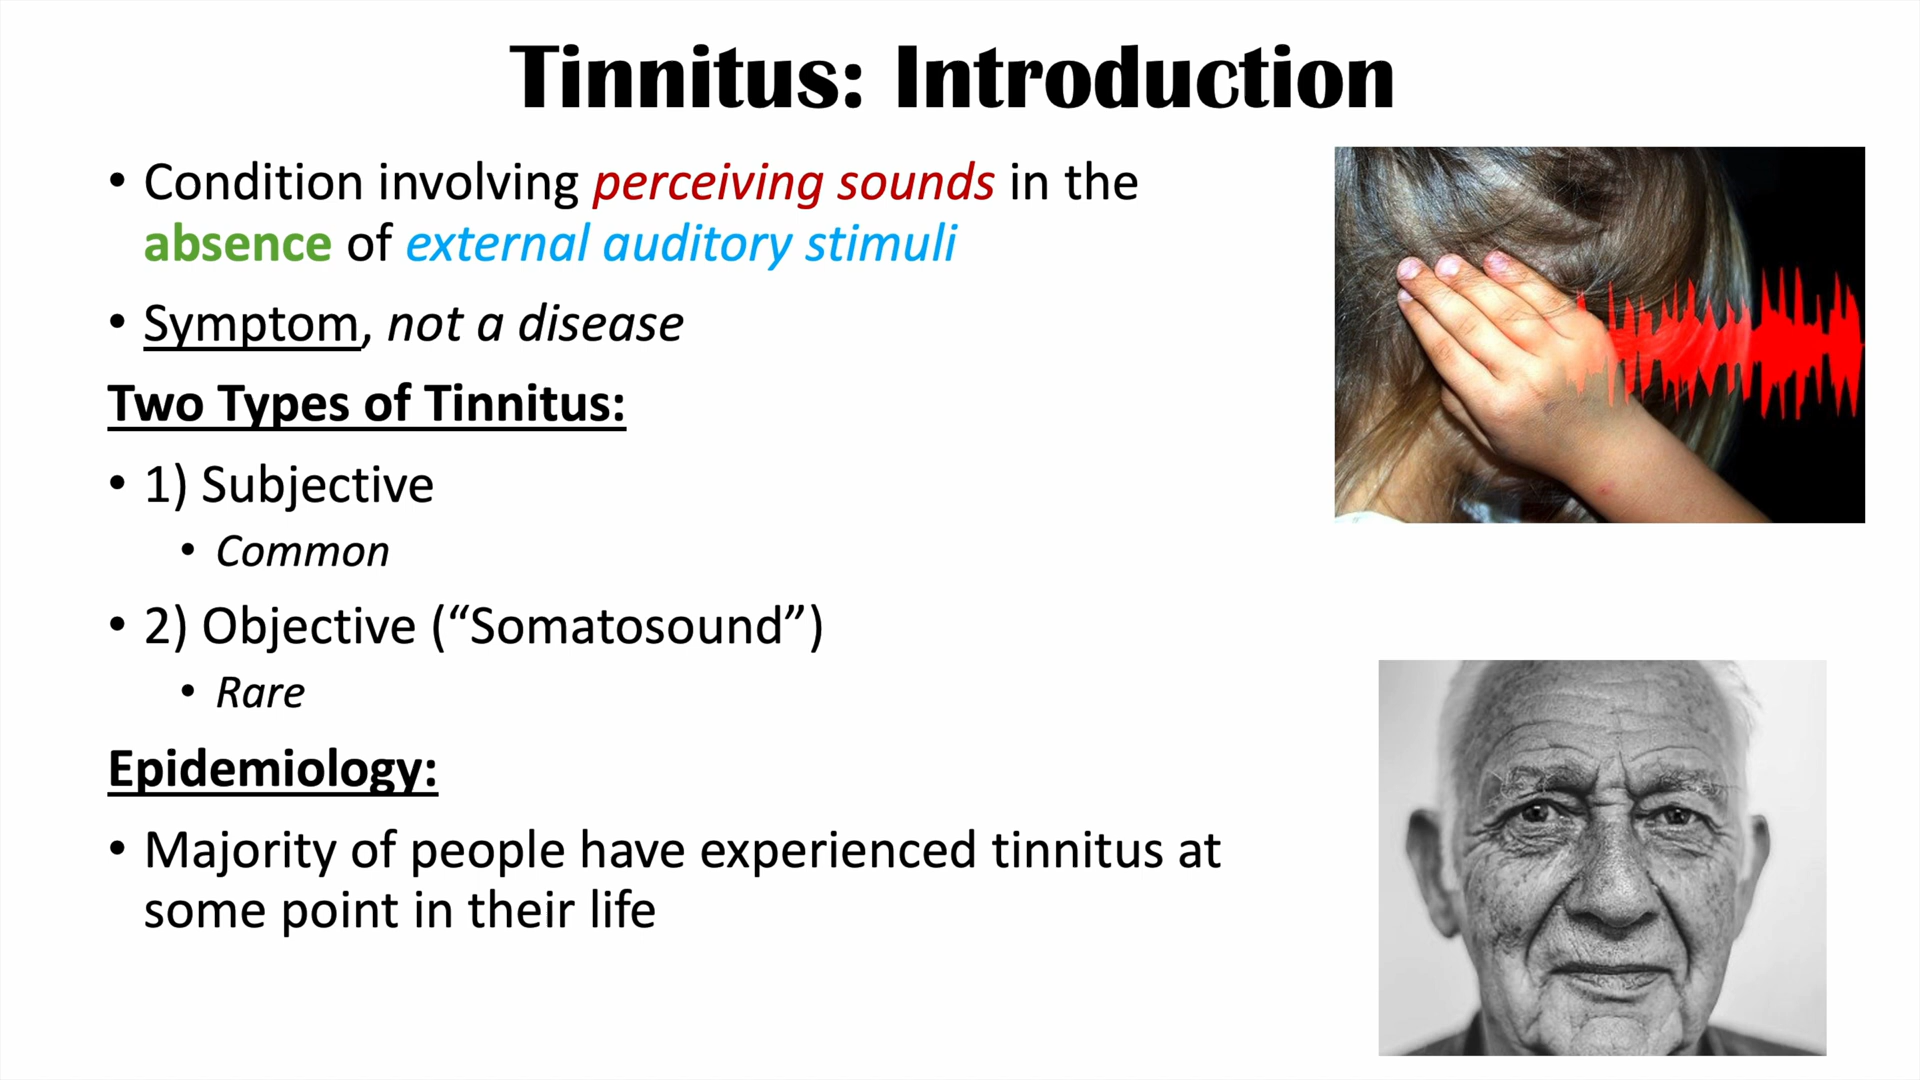 Tinnitus: Introduction
• Condition involving perceiving sounds in the
absence of external auditory stimuli
• Symptom, not a disease
Two Types of Tinnitus:
• 1) Subjective
• Common
• 2) Objective (“Somatosound”)
• Rare
Epidemiology:
• Majority of people have experienced tinnitus at
some point in their life